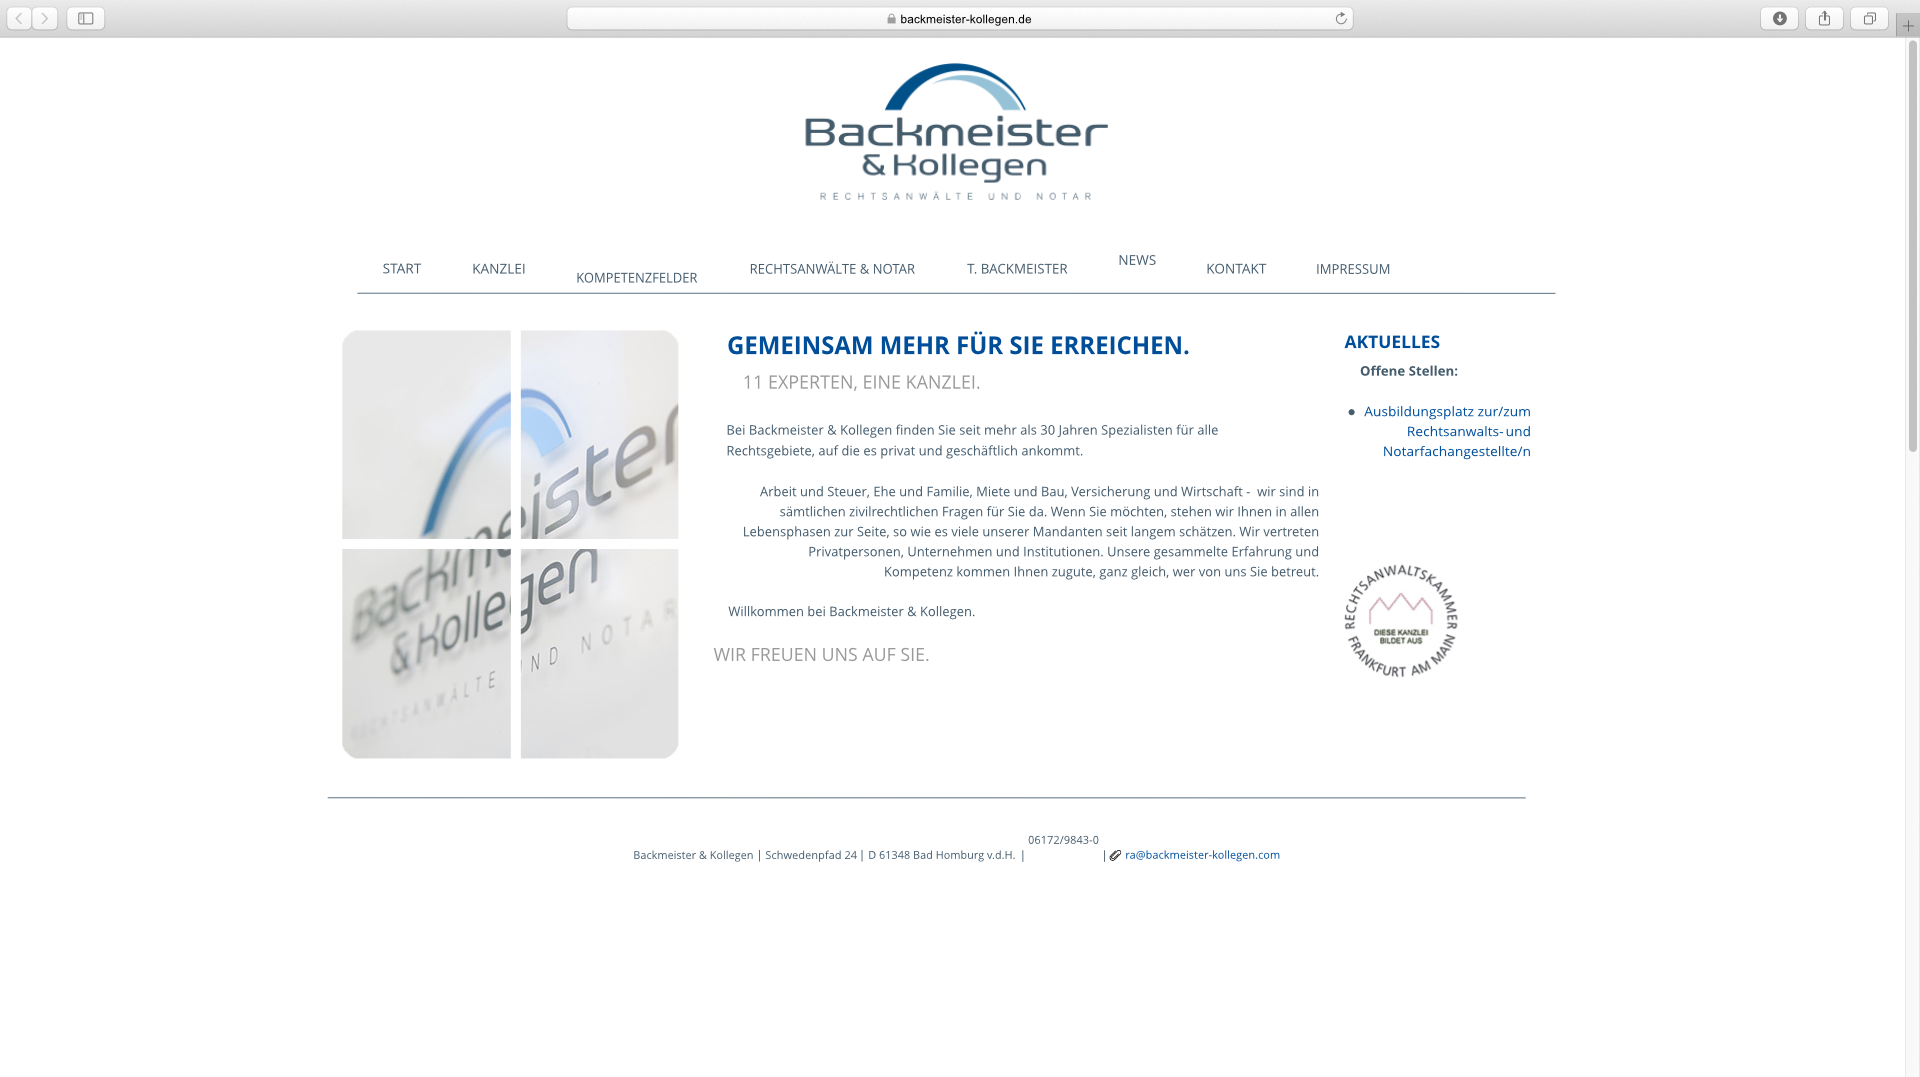 backmeister-kollegen.de
Backmeister
& Kollegen
RECHTSANWÄLTE UND NOTAR
START KANZLEI KOMPETENZFELDER RECHTSANWÄLTE & NOTAR T. BACKMEISTER NEWS KONTAKT IMPRESSUM
Backmeister
& Kollegen
RECHTSANWÄLTE UND NOTAR
GEMEINSAM MEHR FÜR SIE ERREICHEN.
11 EXPERTEN, EINE KANZLEI.
Bei Backmeister & Kollegen finden Sie seit mehr als 30 Jahren Spezialisten für alle
Rechtsgebiete, auf die es privat und geschäftlich ankommt.
Arbeit und Steuer, Ehe und Familie, Miete und Bau, Versicherung und Wirtschaft - wir sind in
sämtlichen zivilrechtlichen Fragen für Sie da. Wenn Sie möchten, stehen wir Ihnen in allen
Lebensphasen zur Seite, so wie es viele unserer Mandanten seit langem schätzen. Wir vertreten
Privatpersonen, Unternehmen und Institutionen. Unsere gesammelte Erfahrung und
Kompetenz kommen Ihnen zugute, ganz gleich, wer von uns Sie betreut.
Willkommen bei Backmeister & Kollegen.
WIR FREUEN UNS AUF SIE.
AKTUELLES
Offene Stellen:
• Ausbildungsplatz zur/zum
Rechtsanwalts- und
Notarfachangestellte/n
RECHTSANWALTSKAMMER
FRANKFURT AM MAIN
DIESE KANZLEI
BILDET AUS
Backmeister & Kollegen | Schwedenpfad 24 | D 61348 Bad Homburg v.d.H. | 06172/9843-0 | ra@backmeister-kollegen.com